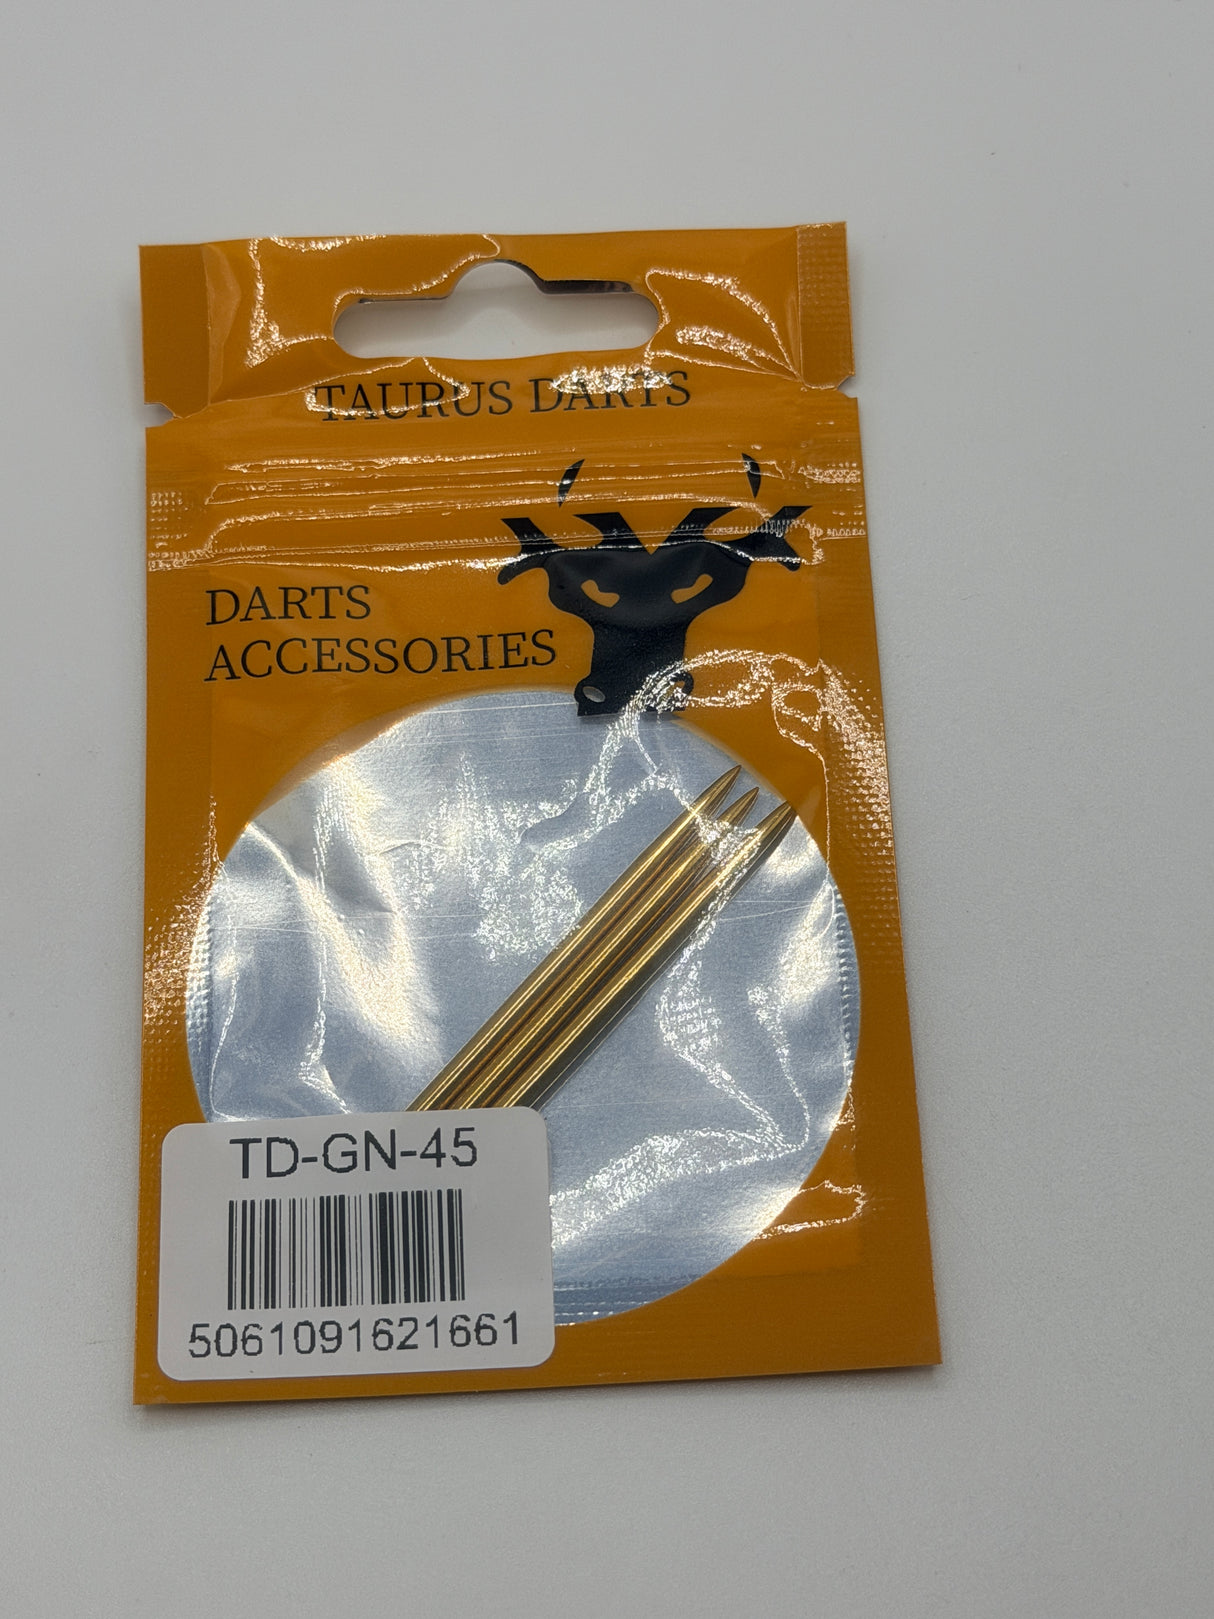 TAURUS DARTS
DARTS
ACCESSORIES
TD-GN-45
5061091621661